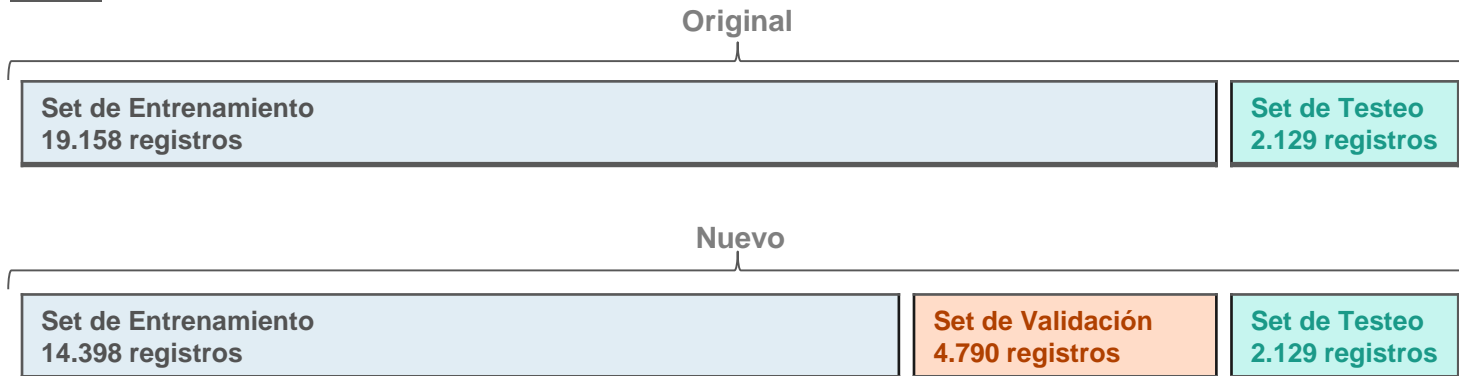 Original
Set de Entrenamiento
19.158 registros
Set de Testeo
2.129 registros
Nuevo
Set de Entrenamiento
14.398 registros
Set de Validación
4.790 registros
Set de Testeo
2.129 registros